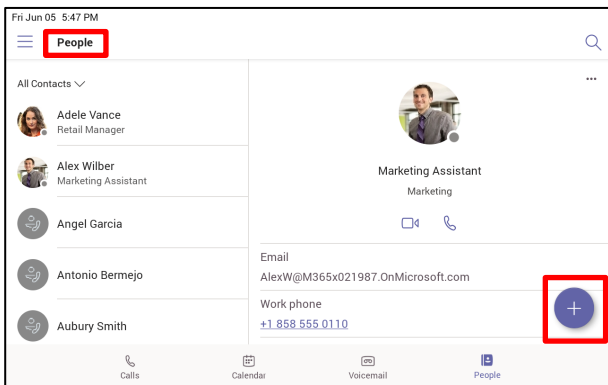 Fri Jun 05 5:47 PM
People
All Contacts
Adele Vance
Retail Manager
Alex Wilber
Marketing Assistant
Angel Garcia
Antonio Bermejo
Aubury Smith
Marketing Assistant
Marketing
Email
AlexW@M365x021987.OnMicrosoft.com
Work phone
+1 858 555 0110
Calls
Calendar
Voicemail
People